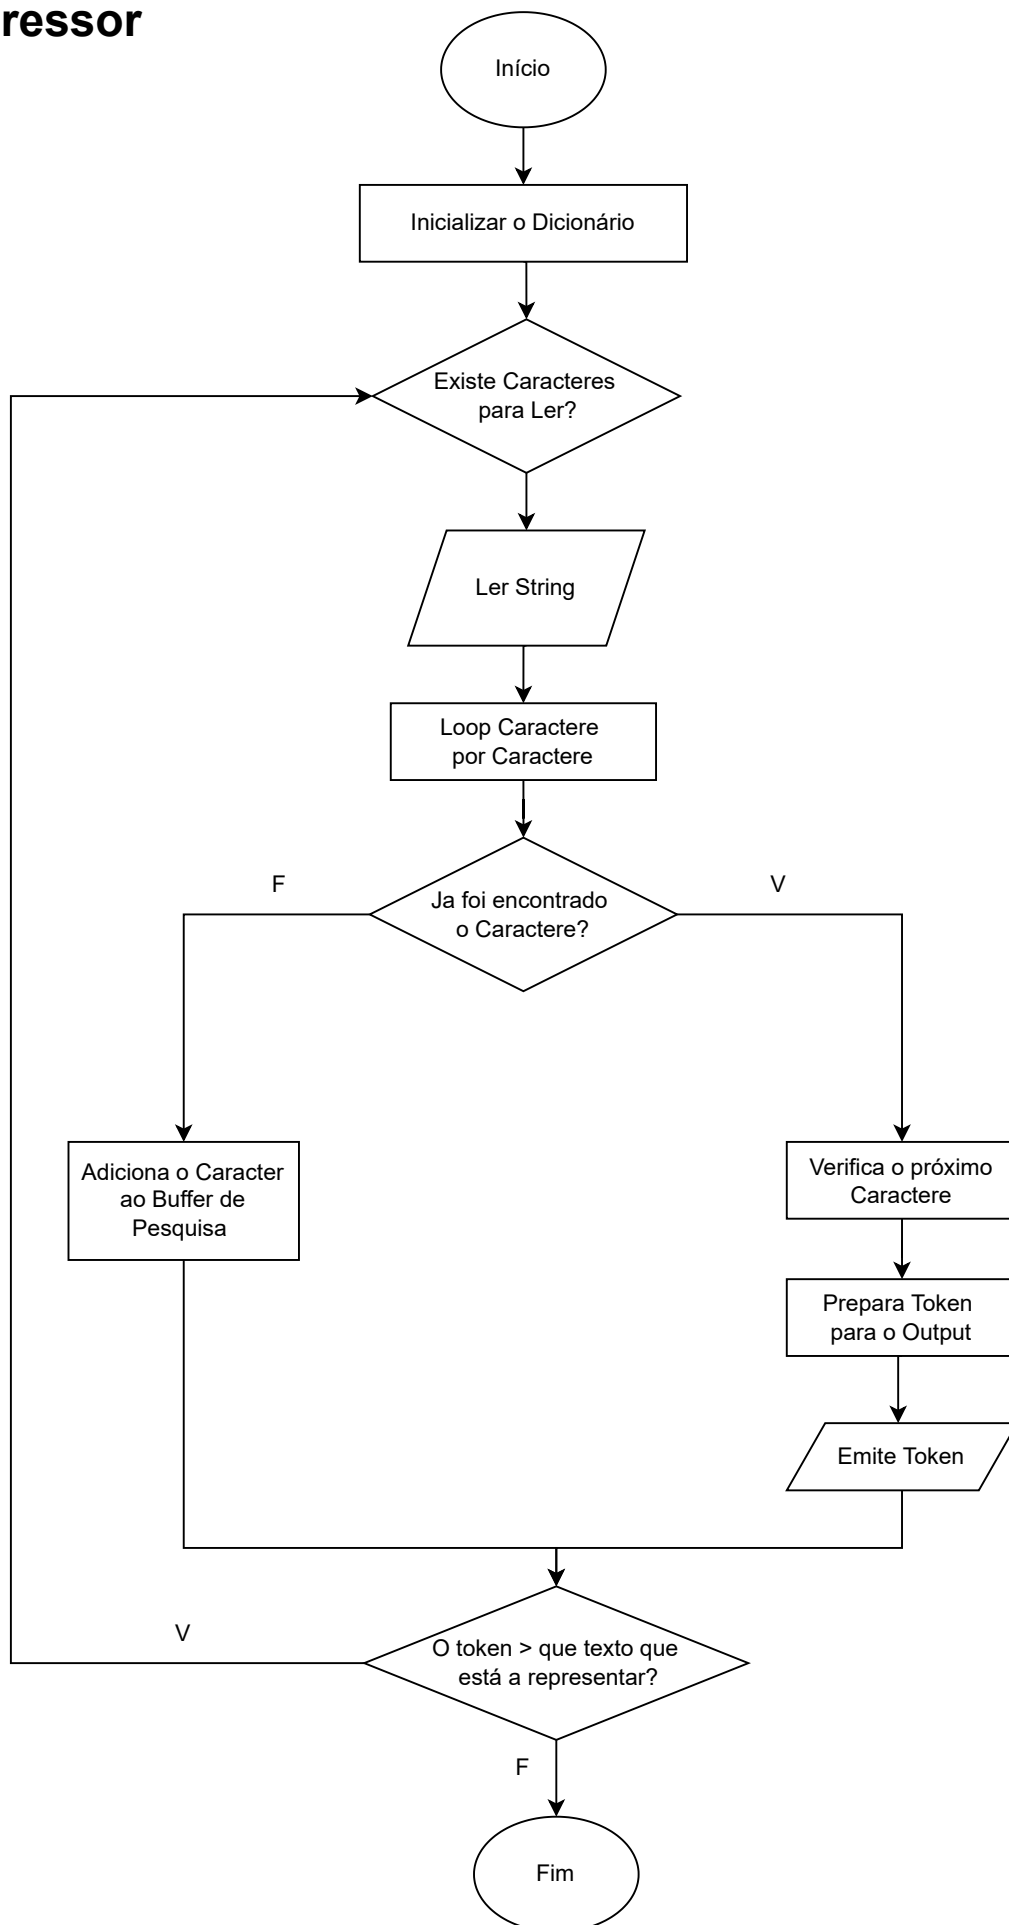 ressor
Início
Inicializar o Dicionário
Existe Caracteres
para Ler?
Ler String
Loop Caractere
por Caractere
F
V
Ja foi encontrado
o Caractere?
Adiciona o Caracter
ao Buffer de
Pesquisa
Verifica o próximo
Caractere
Prepara Token
para o Output
Emite Token
V
O token > que texto que
está a representar?
F
Fim